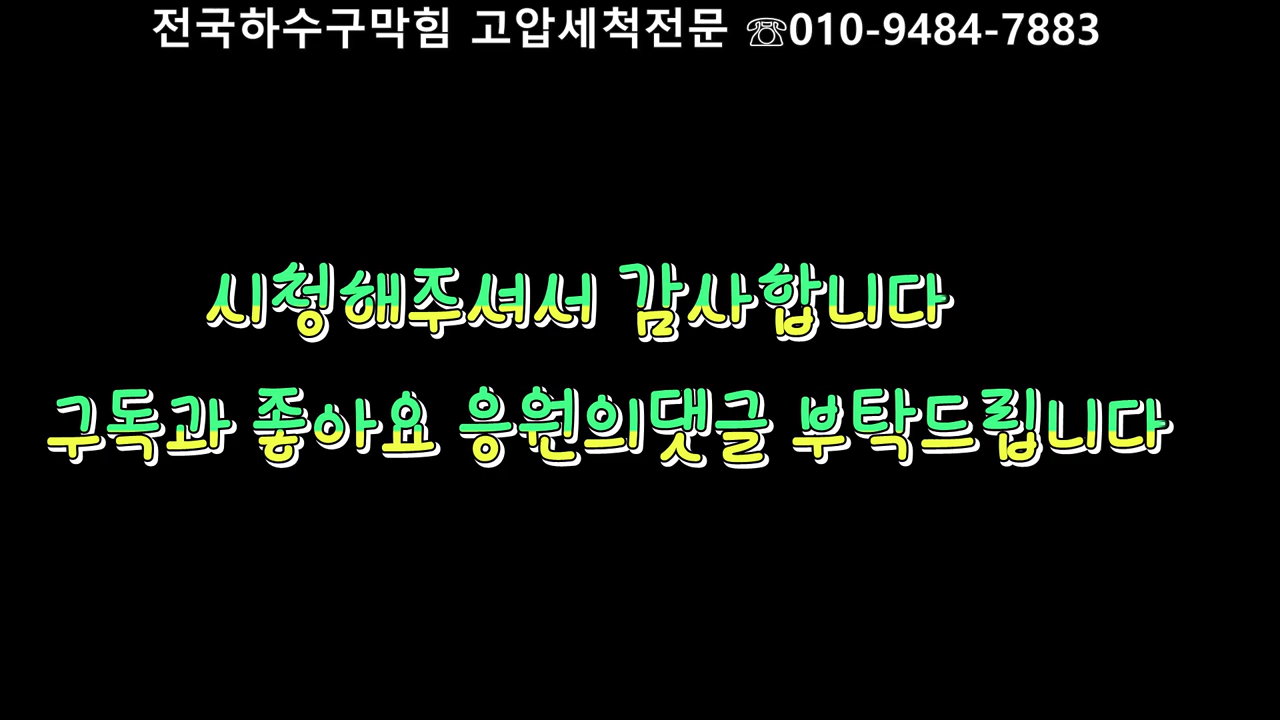 전국하수구막힘 고압세척전문 ☏010-9484-7883
시청해주셔서 감사합니다
구독과 좋아요 응원의댓글 부탁드립니다